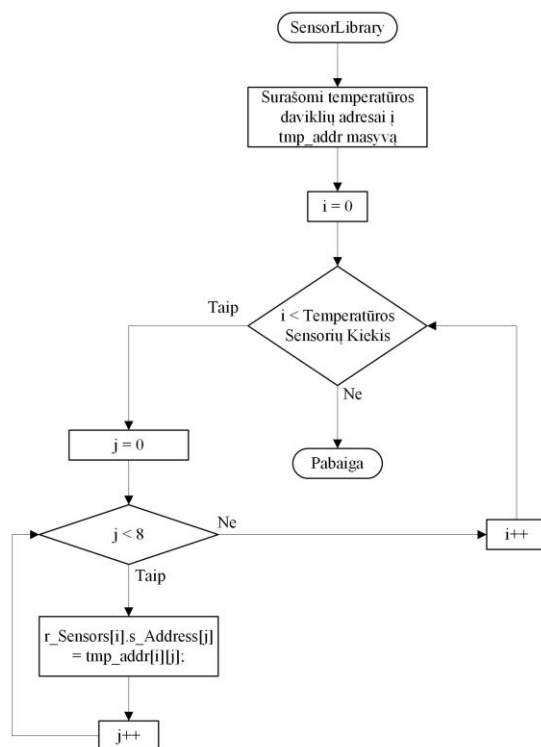 SensorLibrary
Surašomi temperatūros
daviklių adresai į
tmp_addr masyvą
i = 0
Taip
i < Temperatūros
Sensorių Kiekis
Ne
j = 0
Pabaiga
j < 8
Ne
i++
Taip
r_Sensors[i].s_Address[j]
= tmp_addr[i][j];
j++